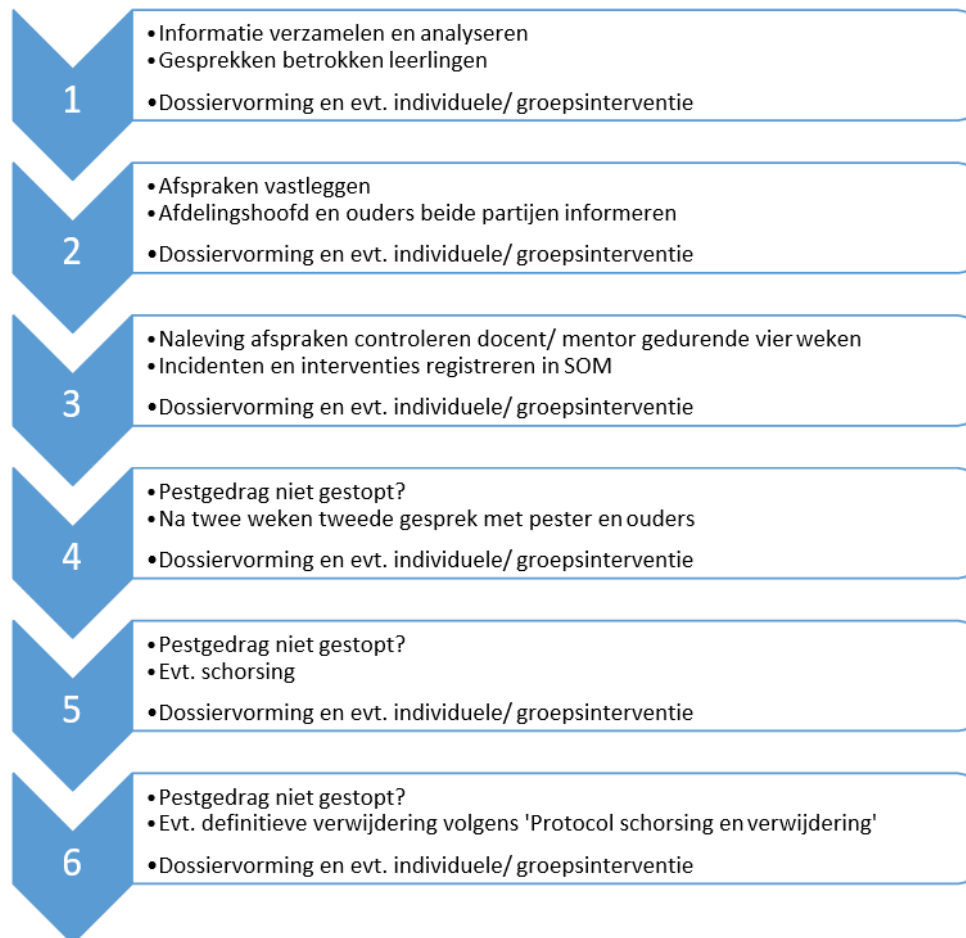 1
•Informatie verzamelen en analyseren
•Gesprekken betrokken leerlingen
•Dossiervorming en evt. individuele/ groepsinterventie
2
•Afspraken vastleggen
•Afdelingshoofd en ouders beide partijen informeren
•Dossiervorming en evt. individuele/ groepsinterventie
3
•Naleving afspraken controleren docent/ mentor gedurende vier weken
•Incidenten en interventies registreren in SOM
•Dossiervorming en evt. individuele/ groepsinterventie
4
•Pestgedrag niet gestopt?
•Na twee weken tweede gesprek met pester en ouders
•Dossiervorming en evt. individuele/ groepsinterventie
5
•Pestgedrag niet gestopt?
•Evt. schorsing
•Dossiervorming en evt. individuele/ groepsinterventie
6
•Pestgedrag niet gestopt?
•Evt. definitieve verwijdering volgens 'Protocol schorsing en verwijdering'
•Dossiervorming en evt. individuele/ groepsinterventie